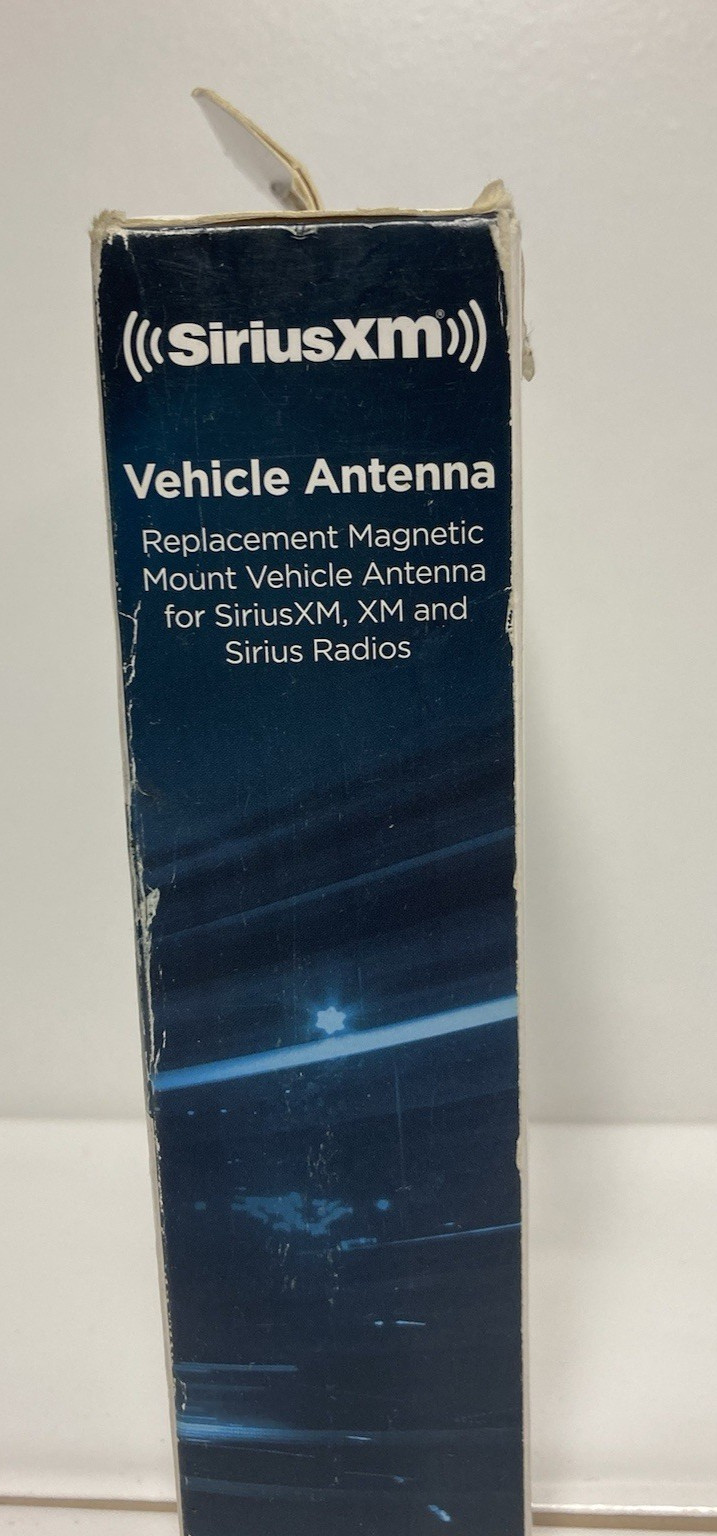 SiriusXM®
Vehicle Antenna
Replacement Magnetic
Mount Vehicle Antenna
for SiriusXM, XM and
Sirius Radios